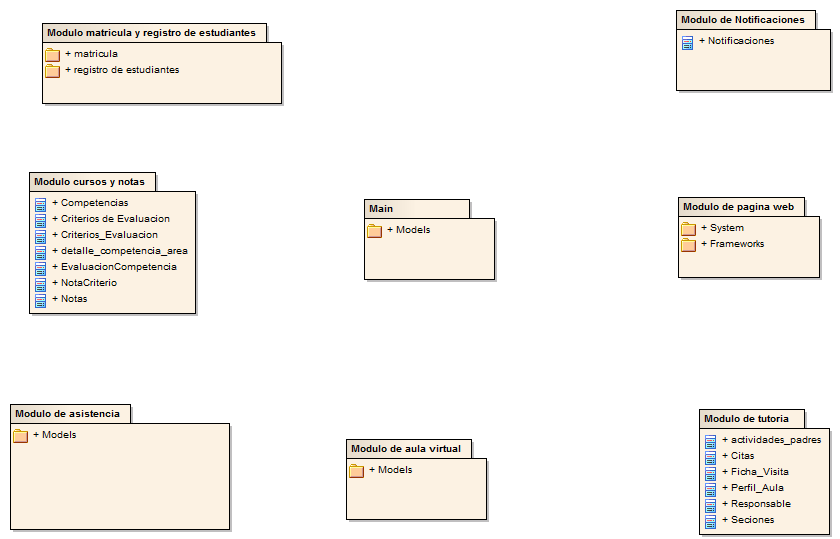 Modulo matricula y registro de estudiantes
+ matricula
+ registro de estudiantes
Modulo de Notificaciones
+ Notificaciones
Modulo cursos y notas
+ Competencias
+ Criterios de Evaluacion
+ Criterios_Evaluacion
+ detalle_competencia_area
+ EvaluacionCompetencia
+ NotaCriterio
+ Notas
Main
+ Models
Modulo de pagina web
+ System
+ Frameworks
Modulo de asistencia
+ Models
Modulo de aula virtual
+ Models
Modulo de tutoria
+ actividades_padres
+ Citas
+ Ficha_Visita
+ Perfil_Aula
+ Responsable
+ Seciones